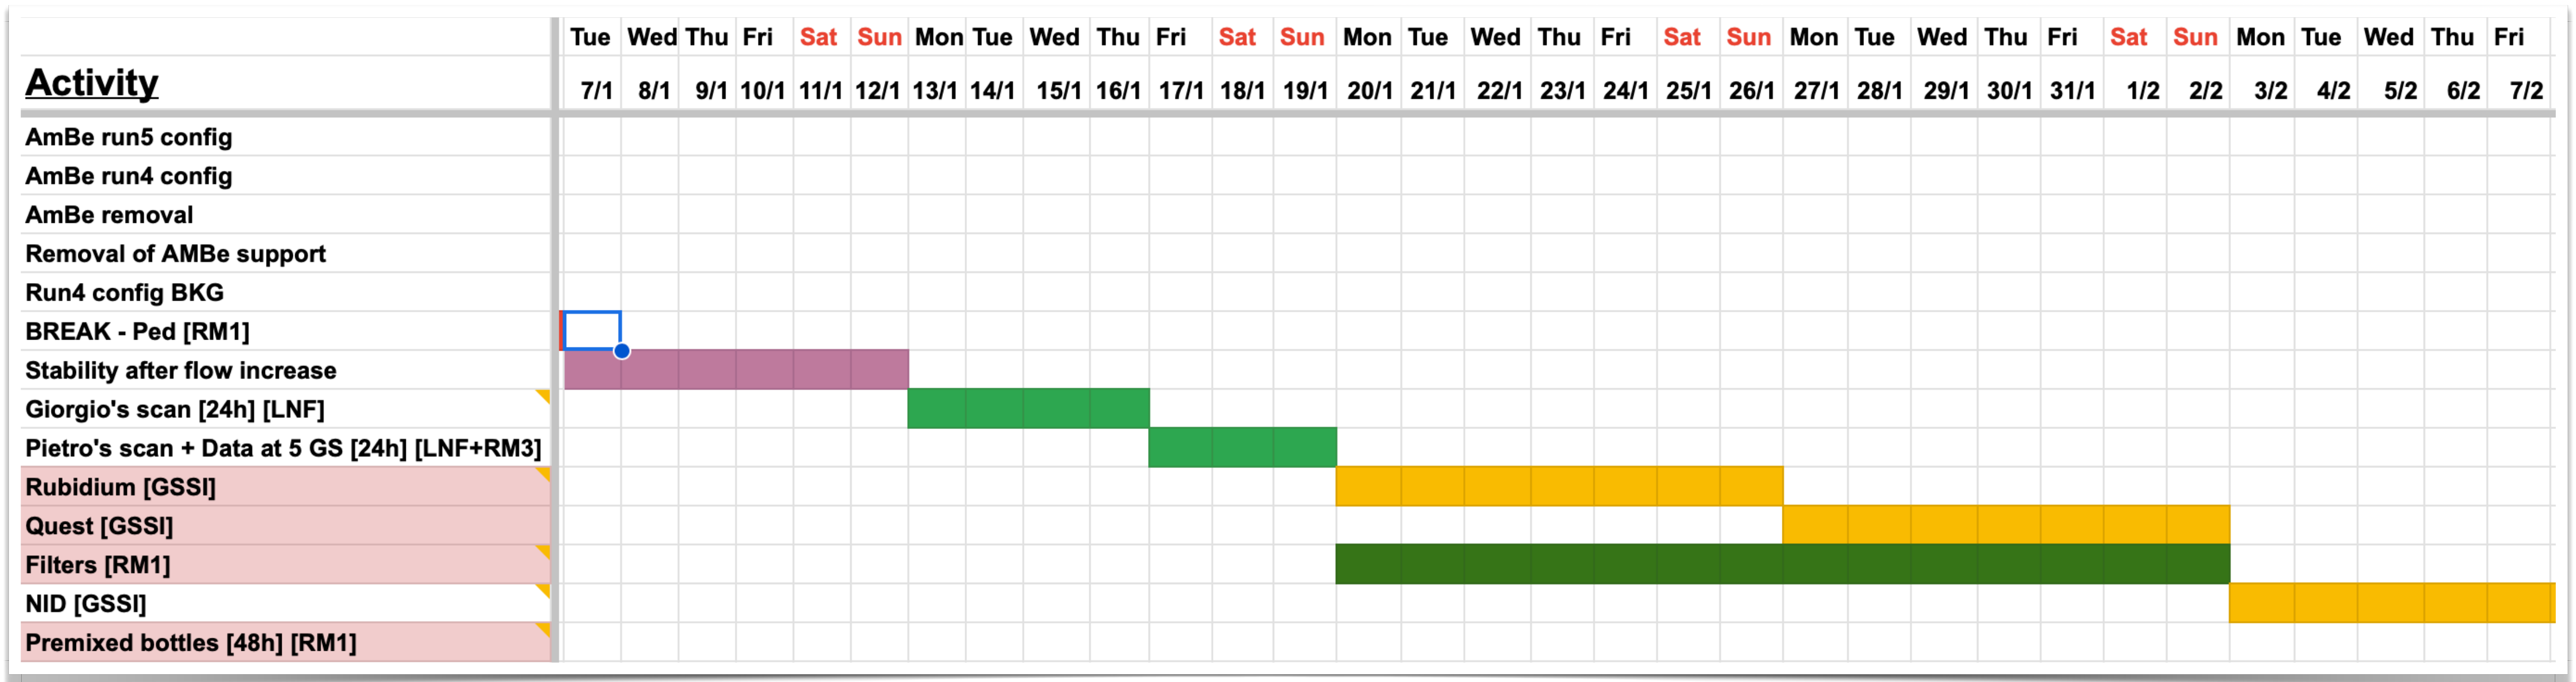 Tue Wed Thu Fri Sat Sun Mon Tue Wed Thu Fri Sat Sun Mon Tue Wed Thu Fri Sat Sun Mon Tue Wed Thu Fri Sat Sun Mon Tue Wed Thu Fri
Activity 7/1 8/1 9/1 10/1 11/1 12/1 13/1 14/1 15/1 16/1 17/1 18/1 19/1 20/1 21/1 22/1 23/1 24/1 25/1 26/1 27/1 28/1 29/1 30/1 31/1 1/2 2/2 3/2 4/2 5/2 6/2 7/2
AmBe run5 config
AmBe run4 config
AmBe removal
Removal of AMBe support
Run4 config BKG
BREAK - Ped [RM1]
Stability after flow increase
Giorgio's scan [24h] [LNF]
Pietro's scan + Data at 5 GS [24h] [LNF+RM3]
Rubidium [GSSI]
Quest [GSSI]
Filters [RM1]
NID [GSSI]
Premixed bottles [48h] [RM1]